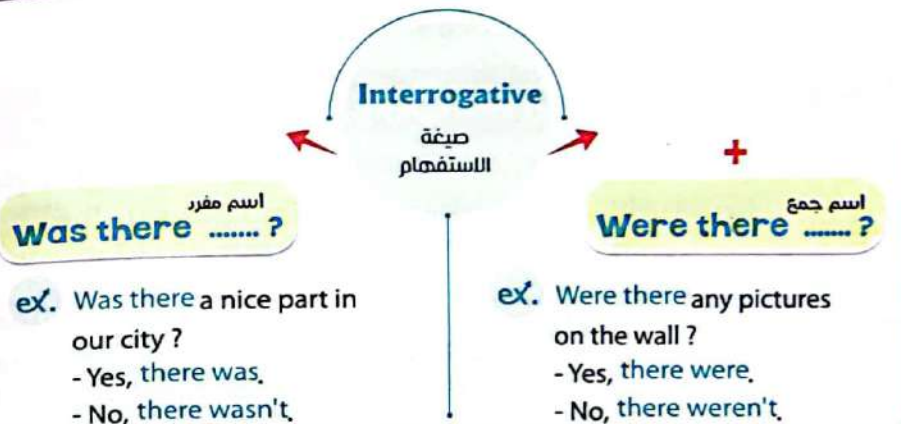 Interrogative
صيغة
الاستفهام
اسم مفرد
Was there ....... ?
ex. Was there a nice part in
our city ?
- Yes, there was.
- No, there wasn't.
+
اسم جمع
Were there ....... ?
ex. Were there any pictures
on the wall ?
- Yes, there were.
- No, there weren't.